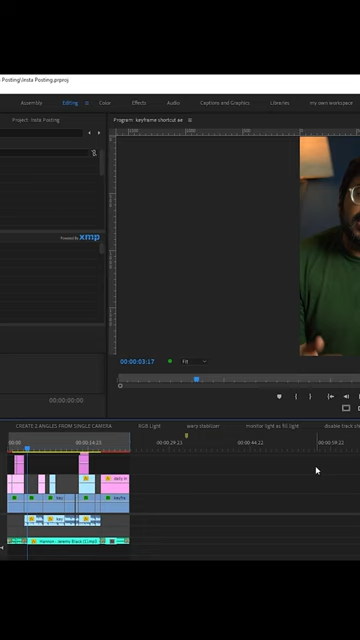 Posting\Insta Posting.prproj
Assembly Editing Color Effects Audio Captions and Graphics Libraries my own workspace
Project: Insta Posting
Program: keyframe shortcut ae
Powered By xmp
00:00:03:17 Fit
00:00:00:00
CREATE 2 ANGLES FROM SINGLE CAMERA RGB Light warp stabilizer monitor light as fill light
:00:00 00:00:14:23 00:00:29:23 00:00:44:22 00:00:59:22